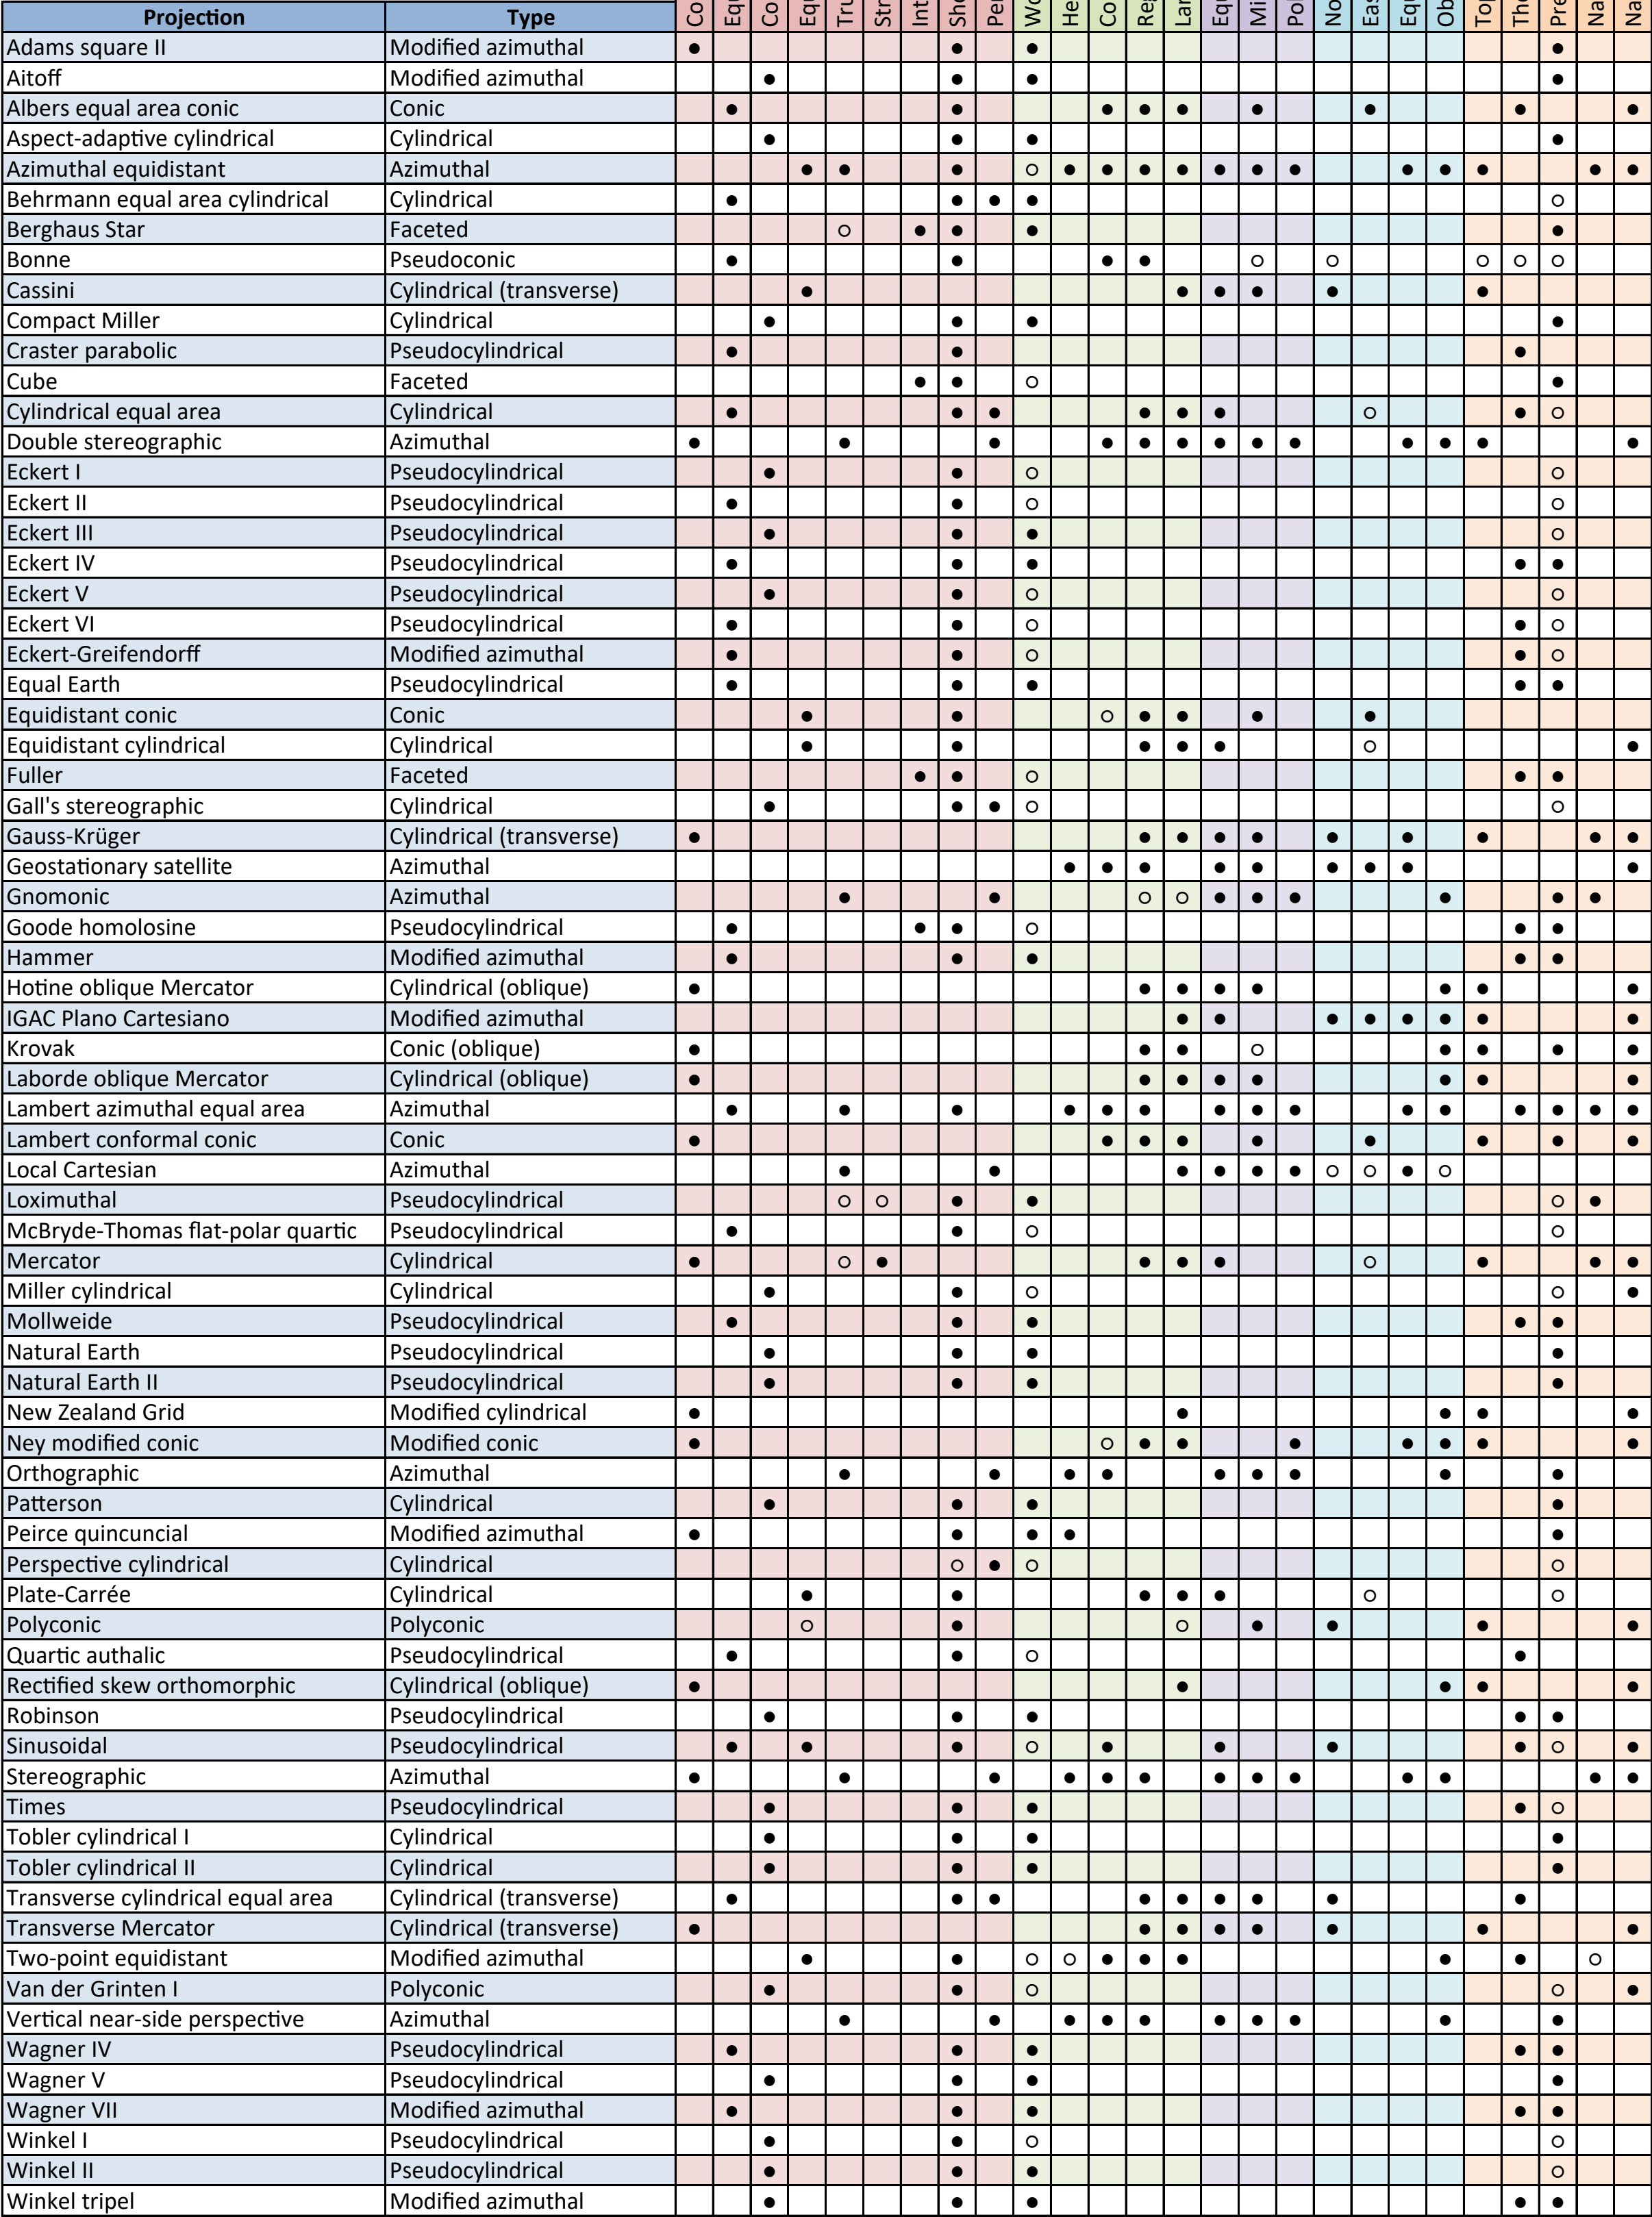 Projection Type Co Equ Co Equ Tru Str Int She Per Wo He Co Reg Lar Equ Mi Pol No Eas Equ Ob Top The Pre Na Na
Adams square II Modified azimuthal
Aitoff Modified azimuthal
Albers equal area conic Conic
Aspect-adaptive cylindrical Cylindrical
Azimuthal equidistant Azimuthal
Behrmann equal area cylindrical Cylindrical
Berghaus Star Faceted
Bonne Pseudoconic
Cassini Cylindrical (transverse)
Compact Miller Cylindrical
Craster parabolic Pseudocylindrical
Cube Faceted
Cylindrical equal area Cylindrical
Double stereographic Azimuthal
Eckert I Pseudocylindrical
Eckert II Pseudocylindrical
Eckert III Pseudocylindrical
Eckert IV Pseudocylindrical
Eckert V Pseudocylindrical
Eckert VI Pseudocylindrical
Eckert-Greifendorff Modified azimuthal
Equal Earth Pseudocylindrical
Equidistant conic Conic
Equidistant cylindrical Cylindrical
Fuller Faceted
Gall's stereographic Cylindrical
Gauss-Krüger Cylindrical (transverse)
Geostationary satellite Azimuthal
Gnomonic Azimuthal
Goode homolosine Pseudocylindrical
Hammer Modified azimuthal
Hotine oblique Mercator Cylindrical (oblique)
IGAC Plano Cartesiano Modified azimuthal
Krovak Conic (oblique)
Laborde oblique Mercator Cylindrical (oblique)
Lambert azimuthal equal area Azimuthal
Lambert conformal conic Conic
Local Cartesian Azimuthal
Loximuthal Pseudocylindrical
McBryde-Thomas flat-polar quartic Pseudocylindrical
Mercator Cylindrical
Miller cylindrical Cylindrical
Mollweide Pseudocylindrical
Natural Earth Pseudocylindrical
Natural Earth II Pseudocylindrical
New Zealand Grid Modified cylindrical
Ney modified conic Modified conic
Orthographic Azimuthal
Patterson Cylindrical
Peirce quincuncial Modified azimuthal
Perspective cylindrical Cylindrical
Plate-Carrée Cylindrical
Polyconic Polyconic
Quartic authalic Pseudocylindrical
Rectified skew orthomorphic Cylindrical (oblique)
Robinson Pseudocylindrical
Sinusoidal Pseudocylindrical
Stereographic Azimuthal
Times Pseudocylindrical
Tobler cylindrical I Cylindrical
Tobler cylindrical II Cylindrical
Transverse cylindrical equal area Cylindrical (transverse)
Transverse Mercator Cylindrical (transverse)
Two-point equidistant Modified azimuthal
Van der Grinten I Polyconic
Vertical near-side perspective Azimuthal
Wagner IV Pseudocylindrical
Wagner V Pseudocylindrical
Wagner VII Modified azimuthal
Winkel I Pseudocylindrical
Winkel II Pseudocylindrical
Winkel tripel Modified azimuthal